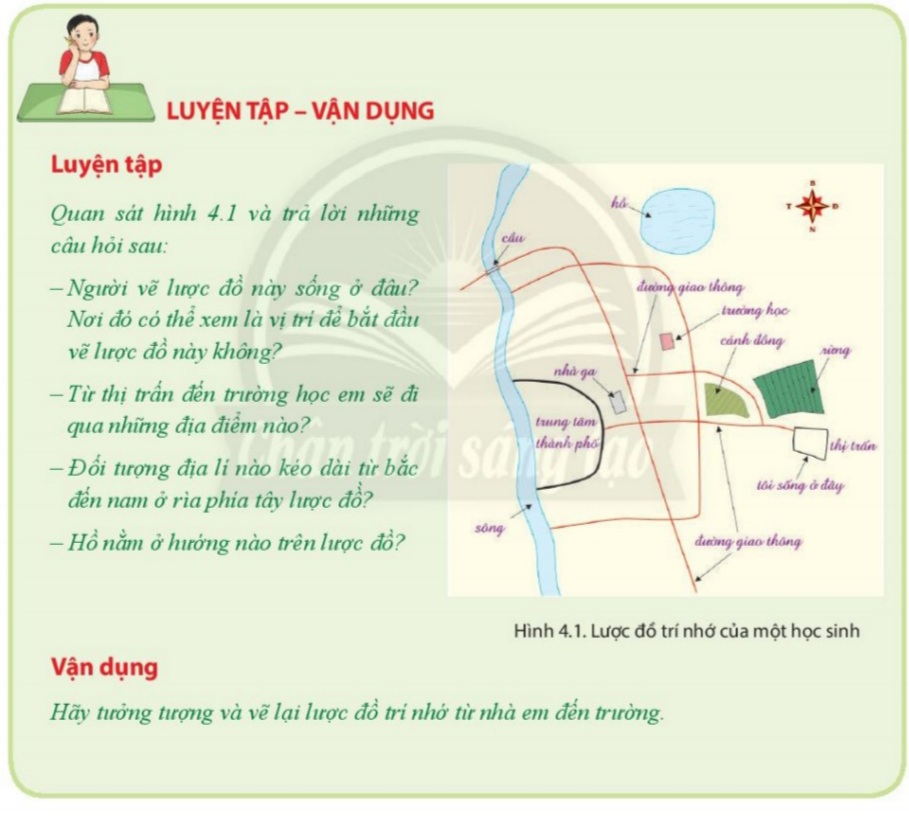 LUYỆN TẬP – VẬN DỤNG
Luyện tập
Quan sát hình 4.1 và trả lời những
câu hỏi sau:
– Người vẽ lược đồ này sống ở đâu?
Nơi đó có thể xem là vị trí để bắt đầu
vẽ lược đồ này không?
– Từ thị trấn đến trường học em sẽ đi
qua những địa điểm nào?
– Đối tượng địa lí nào kéo dài từ bắc
đến nam ở rìa phía tây lược đồ?
– Hồ nằm ở hướng nào trên lược đồ?
hồ
B
T
Đ
N
cầu
đường giao thông
trường học
cánh đồng
rừng
nhà ga
trung tâm
thành phố
thị trấn
tôi sống ở đây
sông
đường giao thông
Chân trời sáng tạo
Hình 4.1. Lược đồ trí nhớ của một học sinh
Vận dụng
Hãy tưởng tượng và vẽ lại lược đồ trí nhớ từ nhà em đến trường.